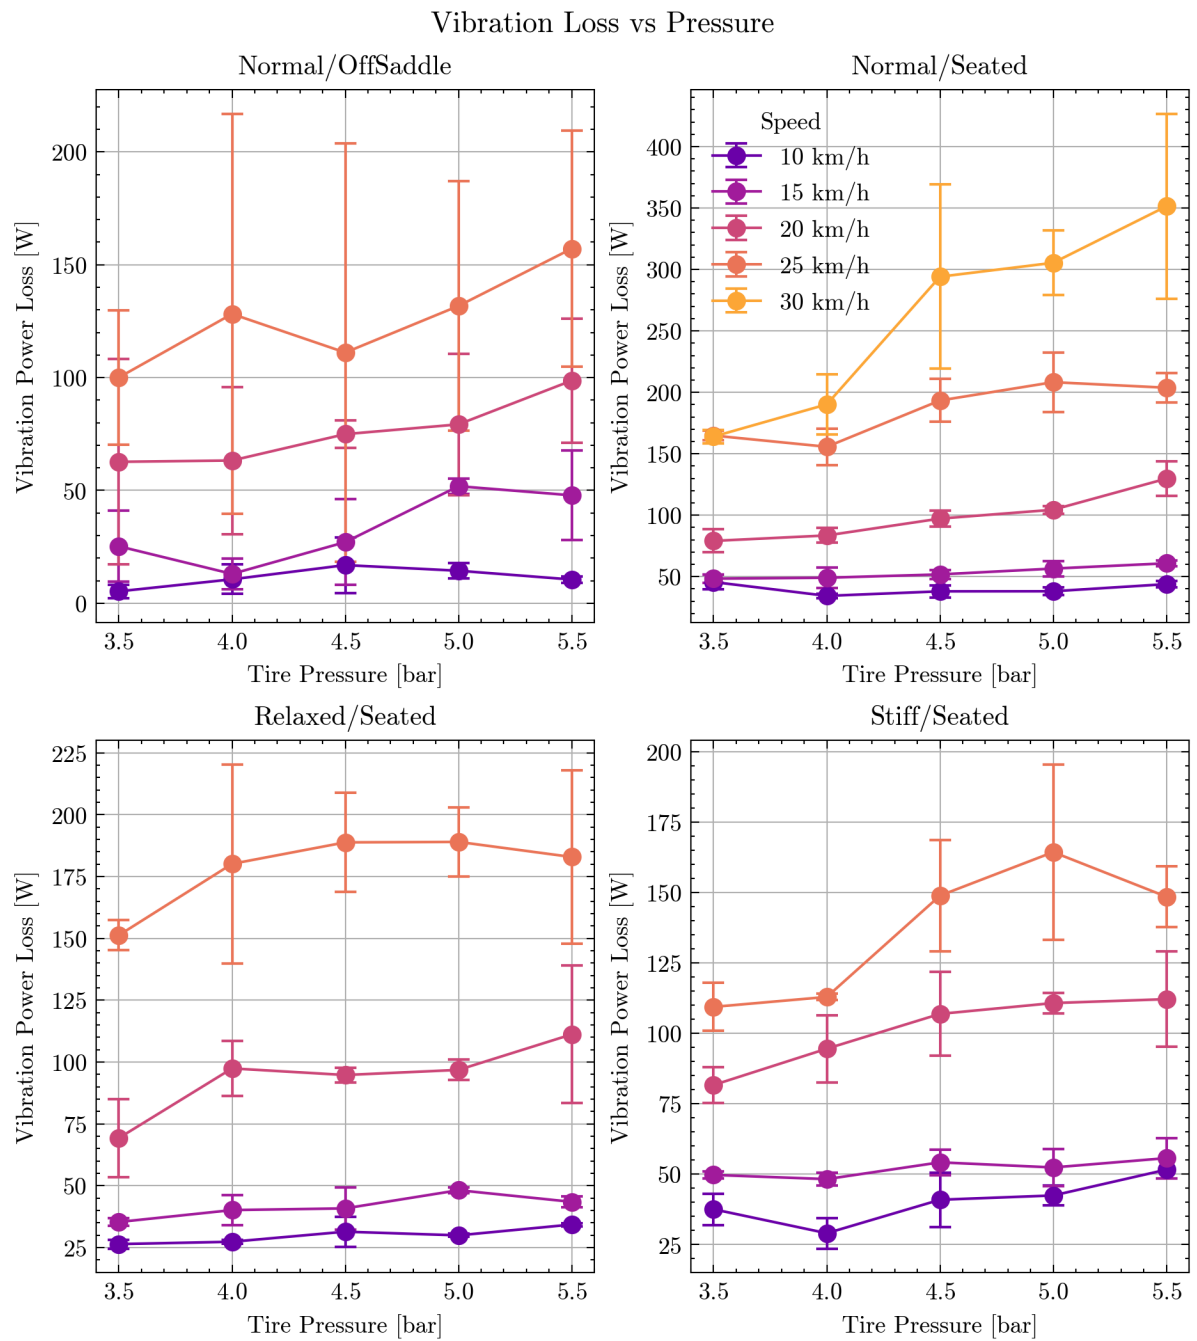 Vibration Loss vs Pressure
Normal/OffSaddle
Vibration Power Loss [W]
200
150
100
50
0
3.5 4.0 4.5 5.0 5.5
Tire Pressure [bar]
Normal/Seated
Vibration Power Loss [W]
400
350
300
250
200
150
100
50
Speed
10 km/h
15 km/h
20 km/h
25 km/h
30 km/h
3.5 4.0 4.5 5.0 5.5
Tire Pressure [bar]
Relaxed/Seated
Vibration Power Loss [W]
225
200
175
150
125
100
75
50
25
3.5 4.0 4.5 5.0 5.5
Tire Pressure [bar]
Stiff/Seated
Vibration Power Loss [W]
200
175
150
125
100
75
50
25
3.5 4.0 4.5 5.0 5.5
Tire Pressure [bar]